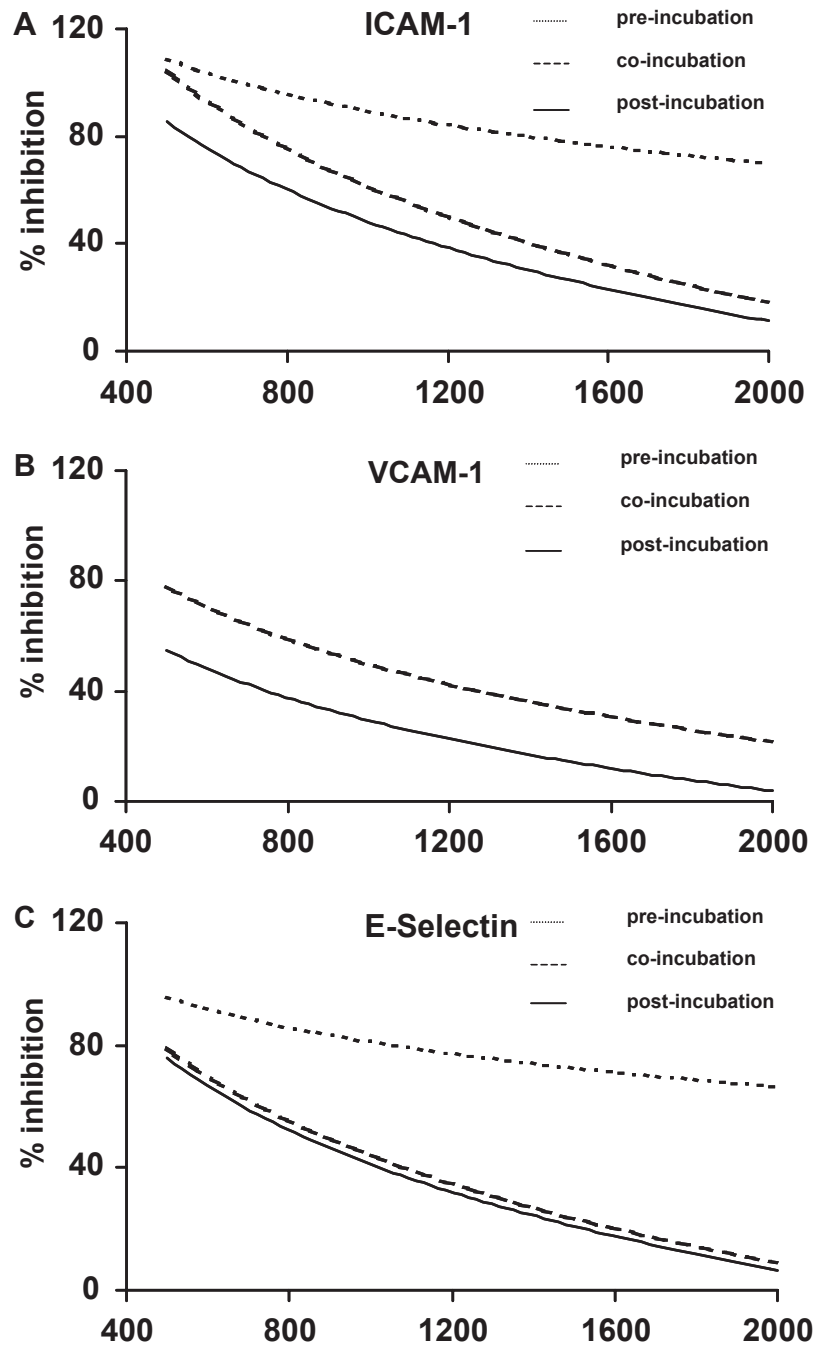 A
ICAM-1
pre-incubation
co-incubation
post-incubation
% inhibition
120
80
40
0
400 800 1200 1600 2000
B
VCAM-1
pre-incubation
co-incubation
post-incubation
% inhibition
120
80
40
0
400 800 1200 1600 2000
C
E-Selectin
pre-incubation
co-incubation
post-incubation
% inhibition
120
80
40
0
400 800 1200 1600 2000